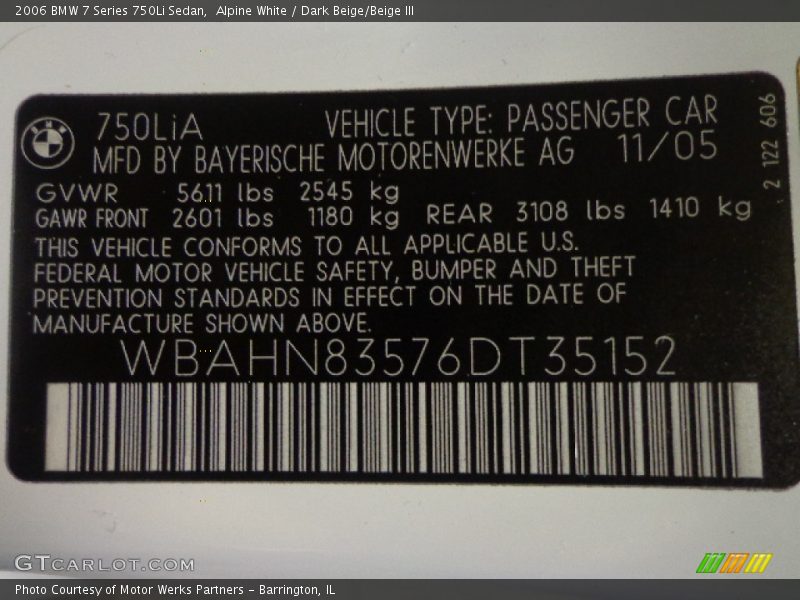 2006 BMW 7 Series 750Li Sedan,  Alpine White / Dark Beige/Beige III
BMW
750LiA VEHICLE TYPE: PASSENGER CAR
MFD BY BAYERISCHE MOTORENWERKE AG 11/05
2 122 606
GVWR 5611 lbs 2545 kg
GAWR FRONT 2601 lbs 1180 kg REAR 3108 lbs 1410 kg
THIS VEHICLE CONFORMS TO ALL APPLICABLE U.S.
FEDERAL MOTOR VEHICLE SAFETY, BUMPER AND THEFT
PREVENTION STANDARDS IN EFFECT ON THE DATE OF
MANUFACTURE SHOWN ABOVE.
WBAHN83576DT35152
GTCARLOT.COM
Photo Courtesy of Motor Werks Partners - Barrington, IL